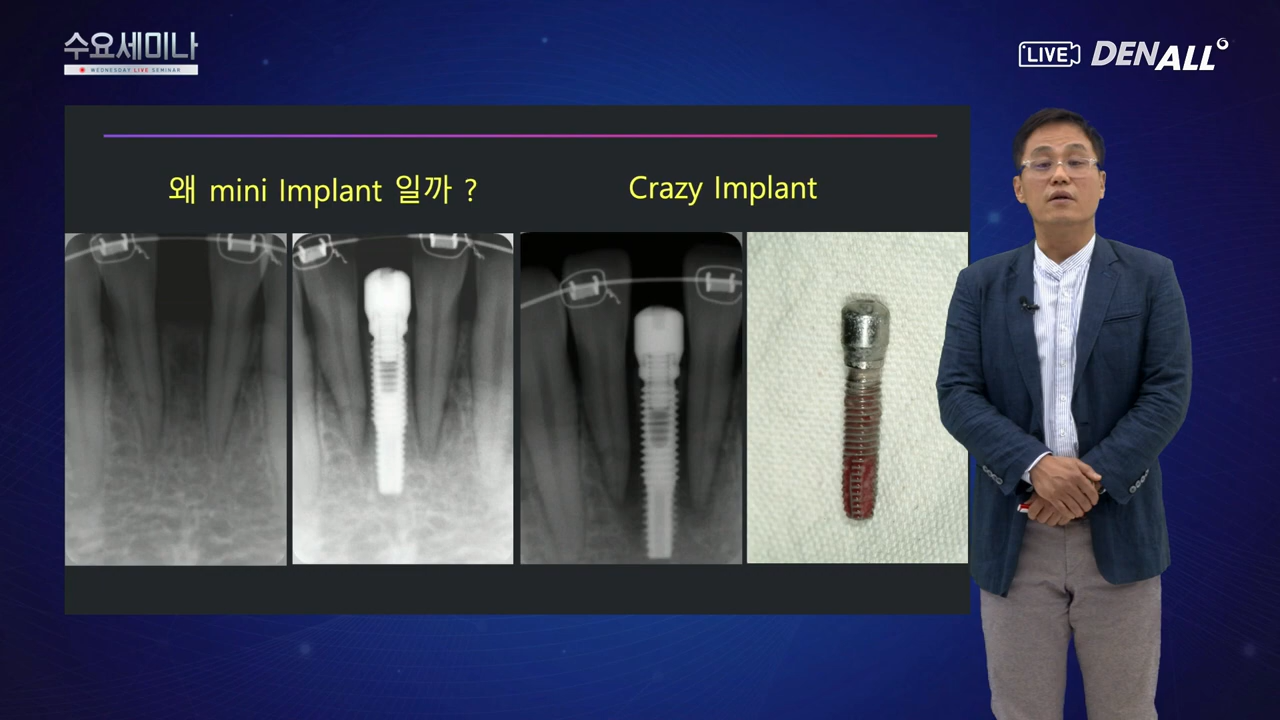 수요세미나
WEDNESDAY LIVE SEMINAR
LIVE
DENALL
왜 mini Implant 일까 ?
Crazy Implant